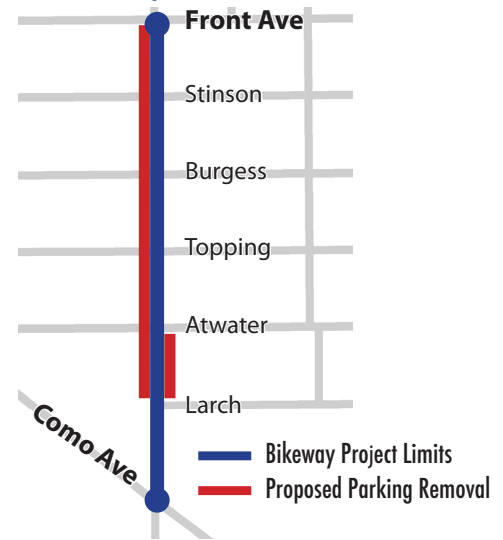 Front Ave
Stinson
Burgess
Topping
Atwater
Larch
Como Ave
Bikeway Project Limits
Proposed Parking Removal